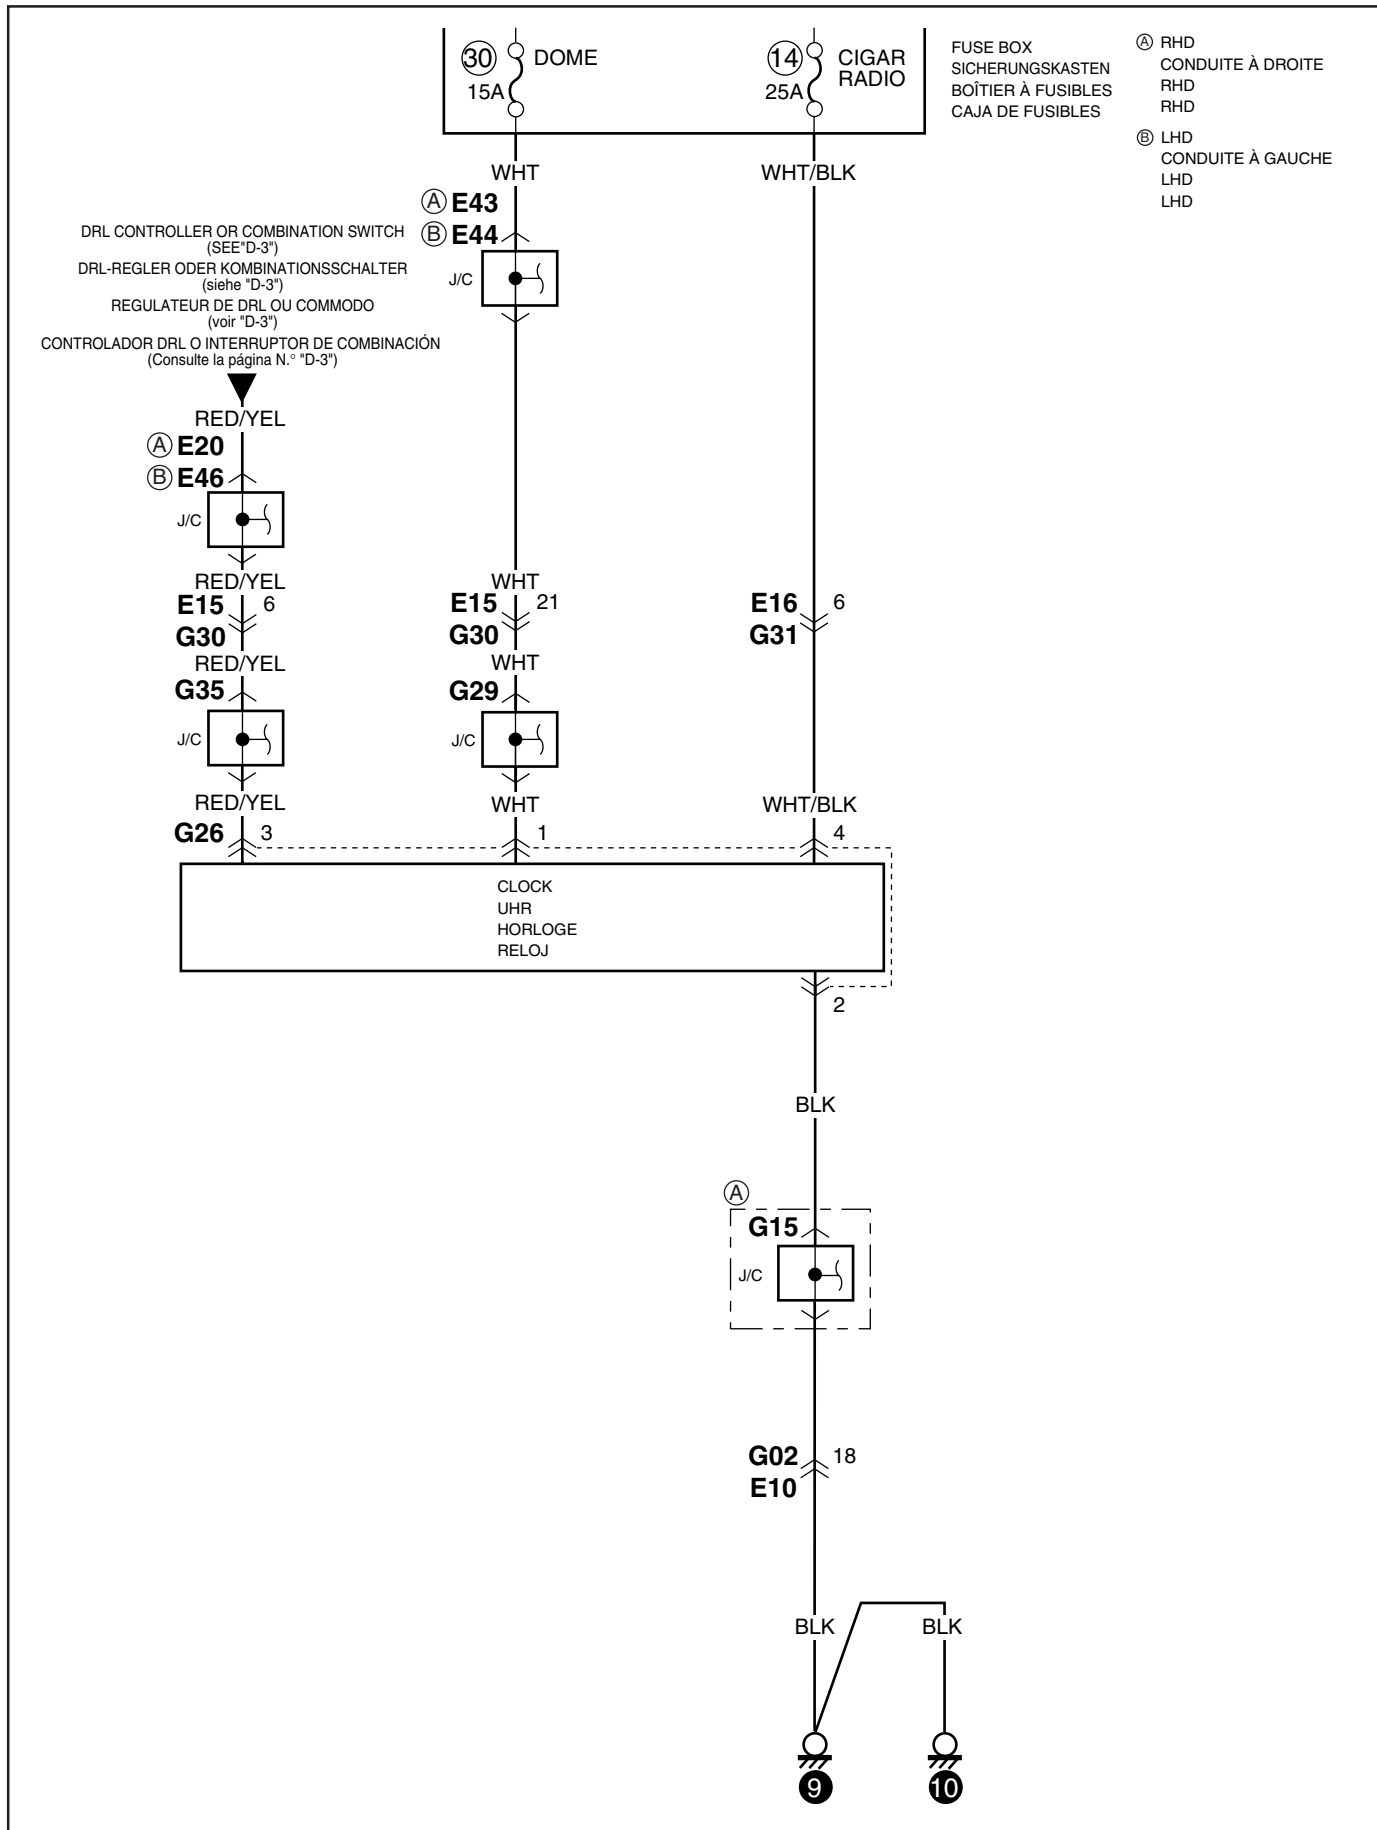 30 DOME
15A
14 CIGAR
RADIO
25A
FUSE BOX
SICHERUNGSKASTEN
BOÎTIER À FUSIBLES
CAJA DE FUSIBLES
Ⓐ RHD
CONDUITE À DROITE
RHD
RHD
Ⓑ LHD
CONDUITE À GAUCHE
LHD
LHD
WHT
WHT/BLK
Ⓐ E43
Ⓑ E44
J/C
DRL CONTROLLER OR COMBINATION SWITCH
(SEE"D-3")
DRL-REGLER ODER KOMBINATIONSSCHALTER
(siehe "D-3")
REGULATEUR DE DRL OU COMMODO
(voir "D-3")
CONTROLADOR DRL O INTERRUPTOR DE COMBINACIÓN
(Consulte la página N.° "D-3")
RED/YEL
Ⓐ E20
Ⓑ E46
J/C
RED/YEL
WHT
E15 6
G30
E15 21
G30
E16 6
G31
RED/YEL
WHT
G35
G29
J/C
J/C
RED/YEL
WHT
WHT/BLK
G26 3
1
4
CLOCK
UHR
HORLOGE
RELOJ
2
BLK
Ⓐ
G15
J/C
G02 18
E10
BLK
BLK
9
10